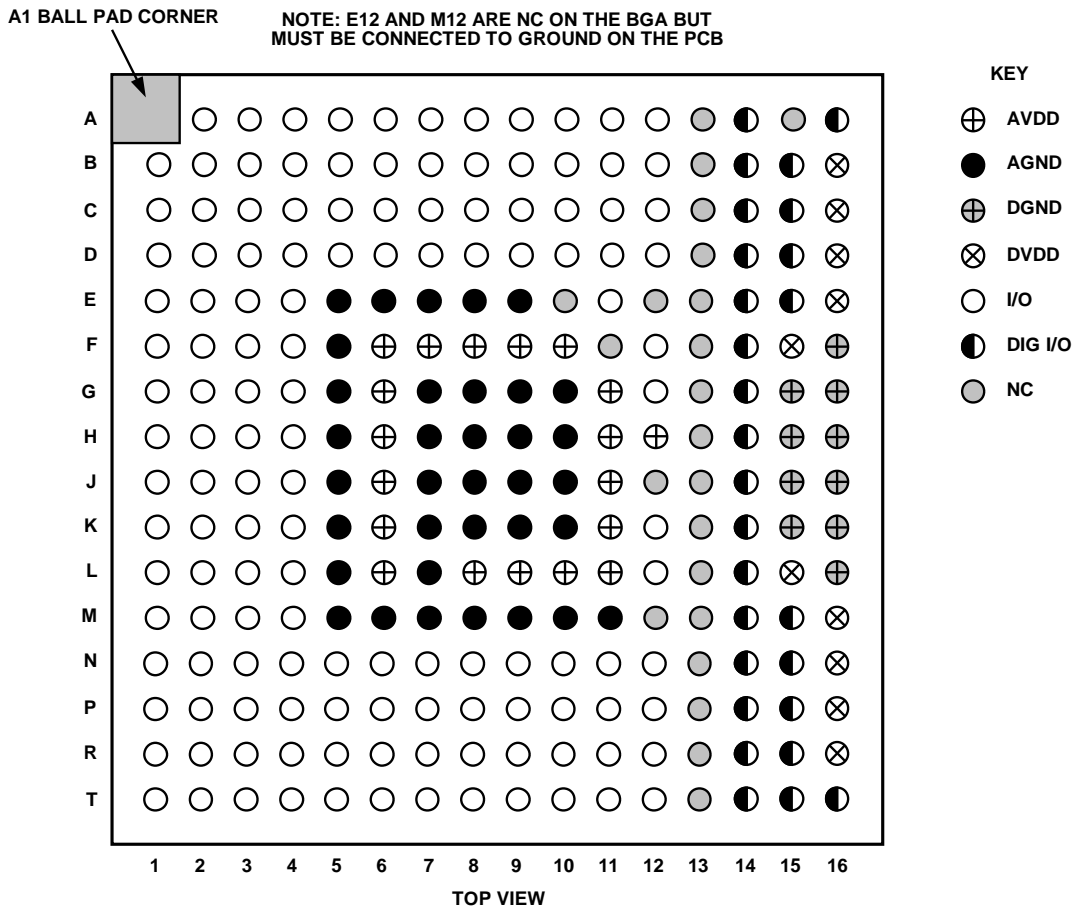 A1 BALL PAD CORNER
NOTE: E12 AND M12 ARE NC ON THE BGA BUT
MUST BE CONNECTED TO GROUND ON THE PCB
KEY
AVDD
AGND
DGND
DVDD
I/O
DIG I/O
NC
A
B
C
D
E
F
G
H
J
K
L
M
N
P
R
T
1 2 3 4 5 6 7 8 9 10 11 12 13 14 15 16
TOP VIEW